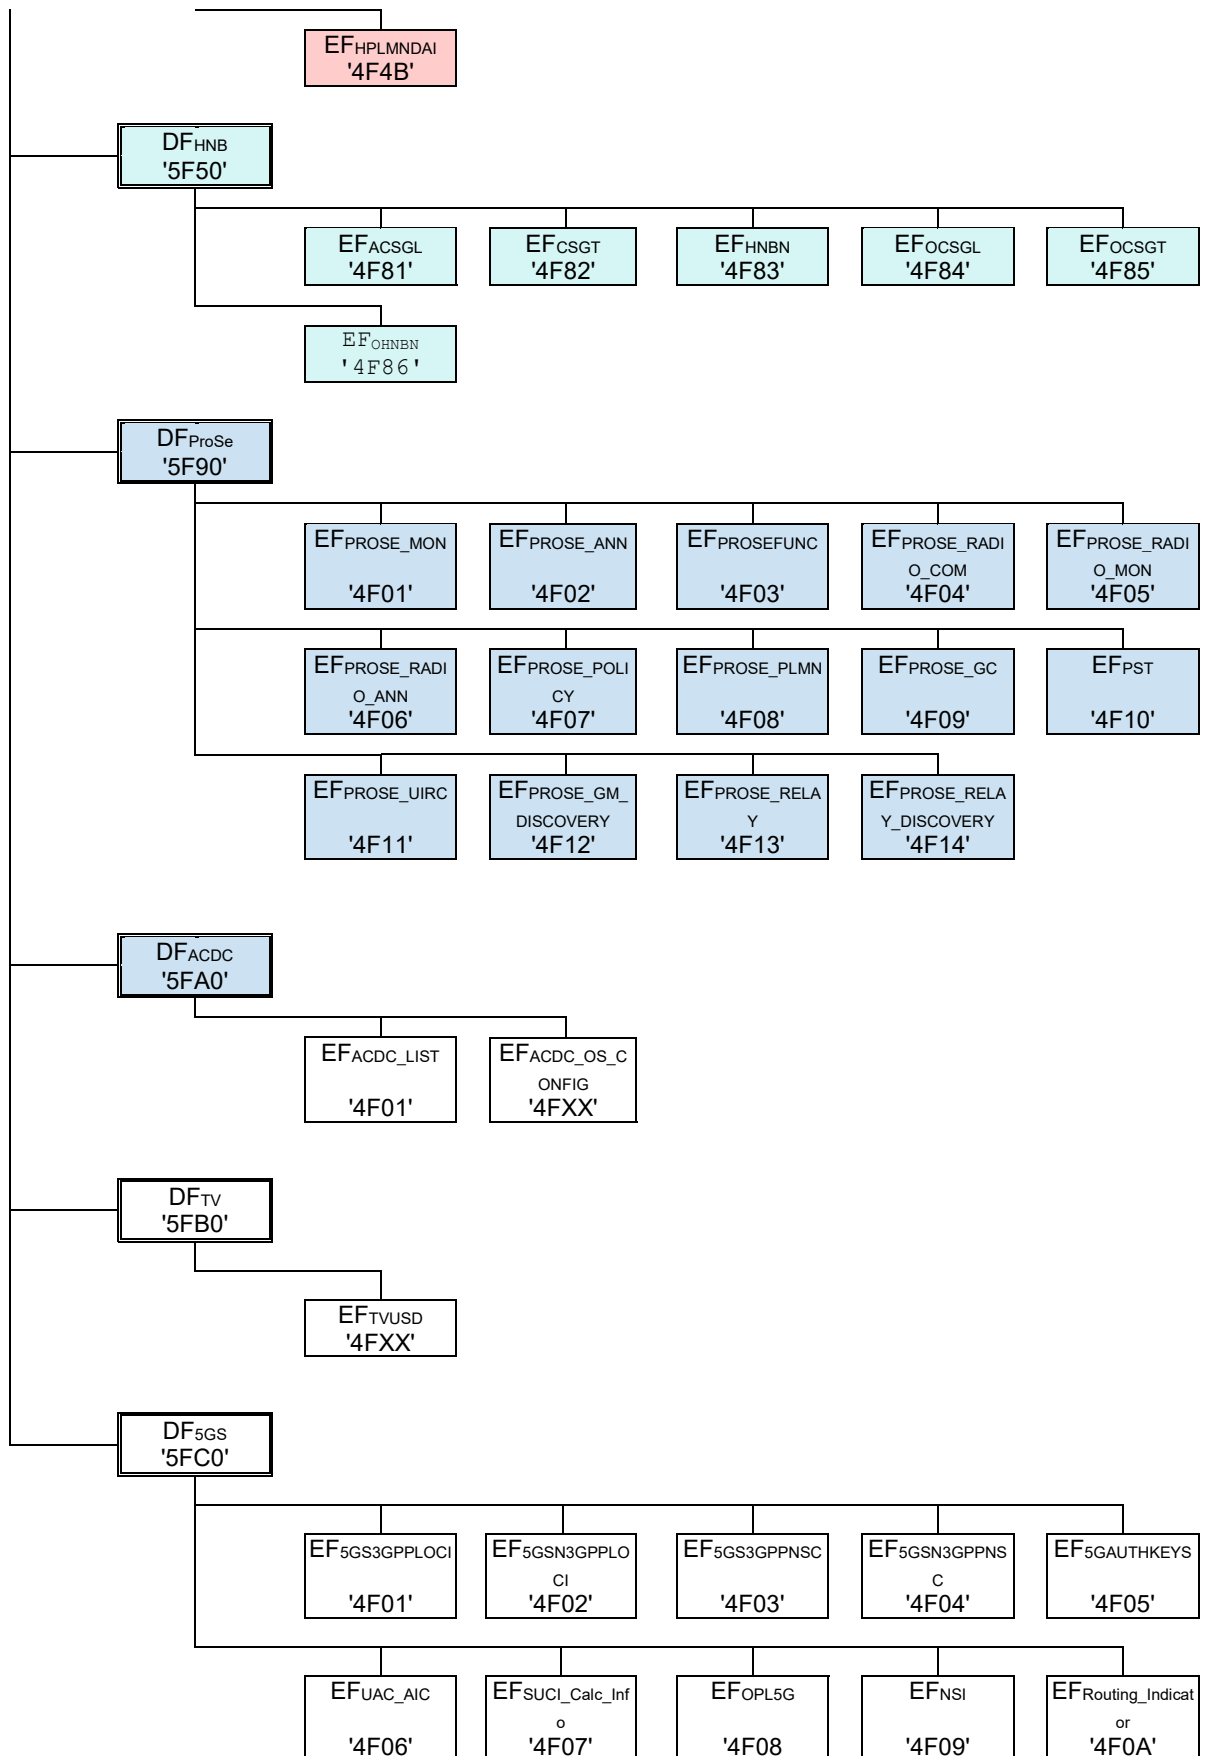 EFHPLMNDAI
'4F4B'
DFHNB
'5F50'
EFACSGL
'4F81'
EFCSGT
'4F82'
EFHNBN
'4F83'
EFOCSGL
'4F84'
EFOCSGT
'4F85'
EFOHNBN
'4F86'
DFProSe
'5F90'
EFPROSE_MON
'4F01'
EFPROSE_ANN
'4F02'
EFPROSEFUNC
'4F03'
EFPROSE_RADI
O_COM
'4F04'
EFPROSE_RADI
O_MON
'4F05'
EFPROSE_RADI
O_ANN
'4F06'
EFPROSE_POLI
CY
'4F07'
EFPROSE_PLMN
'4F08'
EFPROSE_GC
'4F09'
EFPST
'4F10'
EFPROSE_UIRC
'4F11'
EFPROSE_GM_
DISCOVERY
'4F12'
EFPROSE_RELA
Y
'4F13'
EFPROSE_RELA
Y_DISCOVERY
'4F14'
DFACDC
'5FA0'
EFACDC_LIST
'4F01'
EFACDC_OS_C
ONFIG
'4FXX'
DFTV
'5FB0'
EFTVUSD
'4FXX'
DF5GS
'5FC0'
EF5GS3GPPLOCI
'4F01'
EF5GSN3GPPLO
CI
'4F02'
EF5GS3GPPNSC
'4F03'
EF5GSN3GPPNS
C
'4F04'
EF5GAUTHKEYS
'4F05'
EFUAC_AIC
'4F06'
EFSUCI_Calc_Inf
o
'4F07'
EFOPL5G
'4F08
EFNSI
'4F09'
EFRouting_Indicat
or
'4F0A'